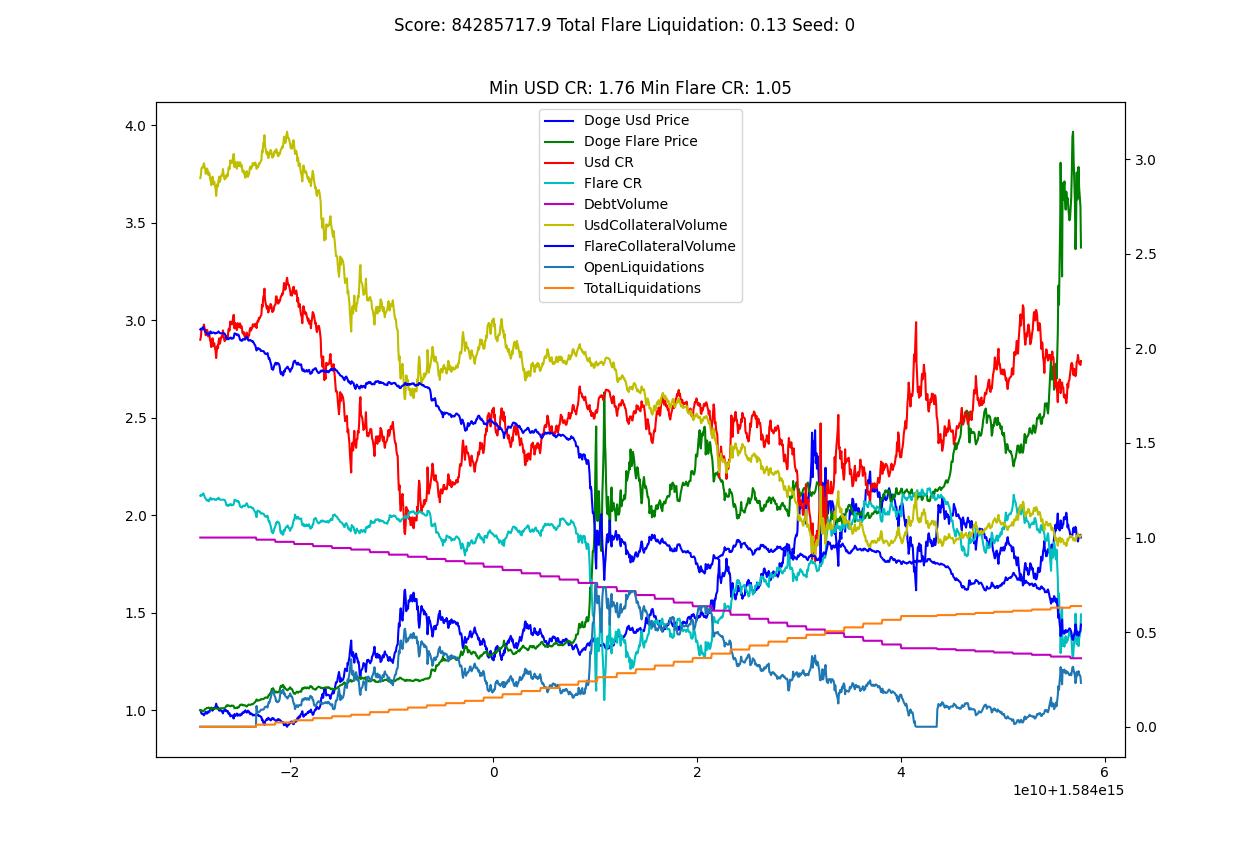 Score: 84285717.9 Total Flare Liquidation: 0.13 Seed: 0
Min USD CR: 1.76 Min Flare CR: 1.05
Doge Usd Price
Doge Flare Price
Usd CR
Flare CR
DebtVolume
UsdCollateralVolume
FlareCollateralVolume
OpenLiquidations
TotalLiquidations
4.0
3.5
3.0
2.5
2.0
1.5
1.0
3.0
2.5
2.0
1.5
1.0
0.5
0.0
−2
0
2
4
6
1e10+1.584e15